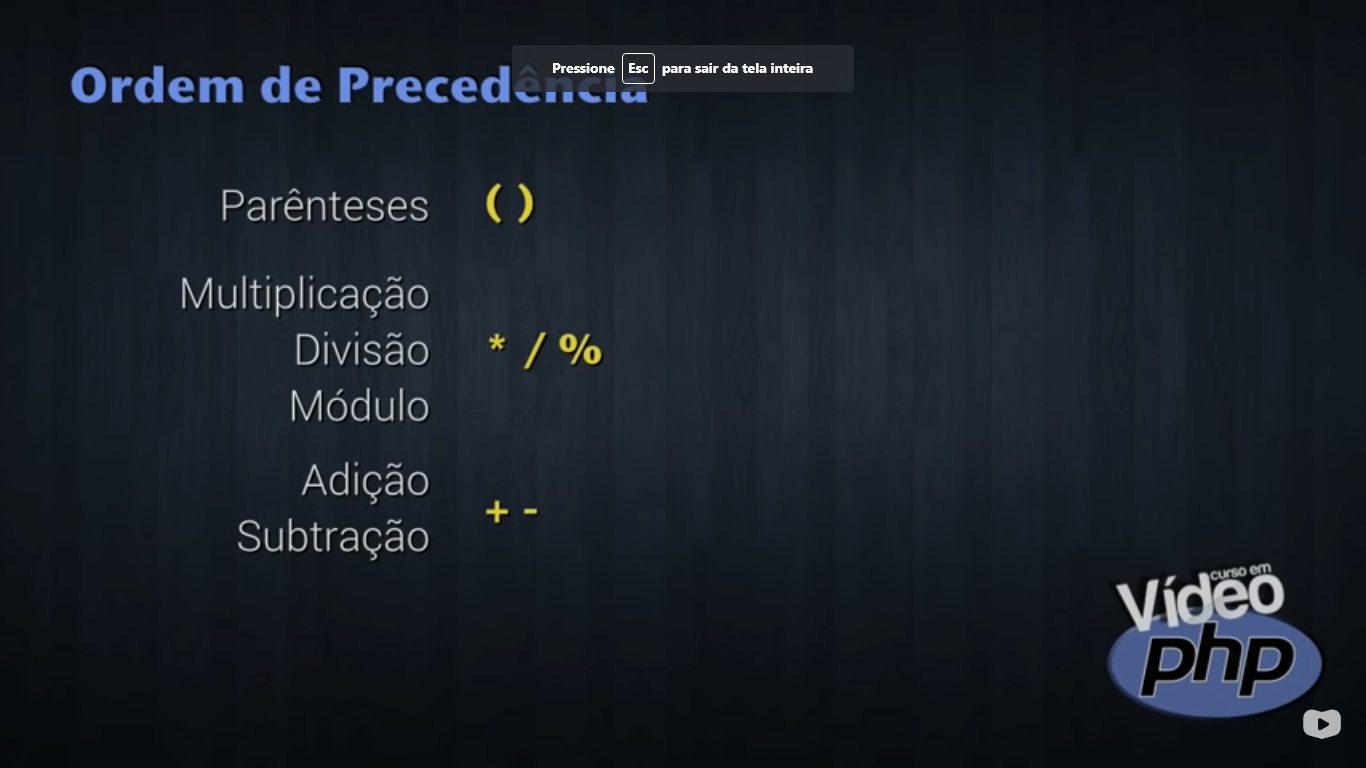 Pressione Esc para sair da tela inteira
Ordem de Precedência
Parênteses ( )
Multiplicação
Divisão * / %
Módulo
Adição
+ -
Subtração
curso em
Vídeo
php